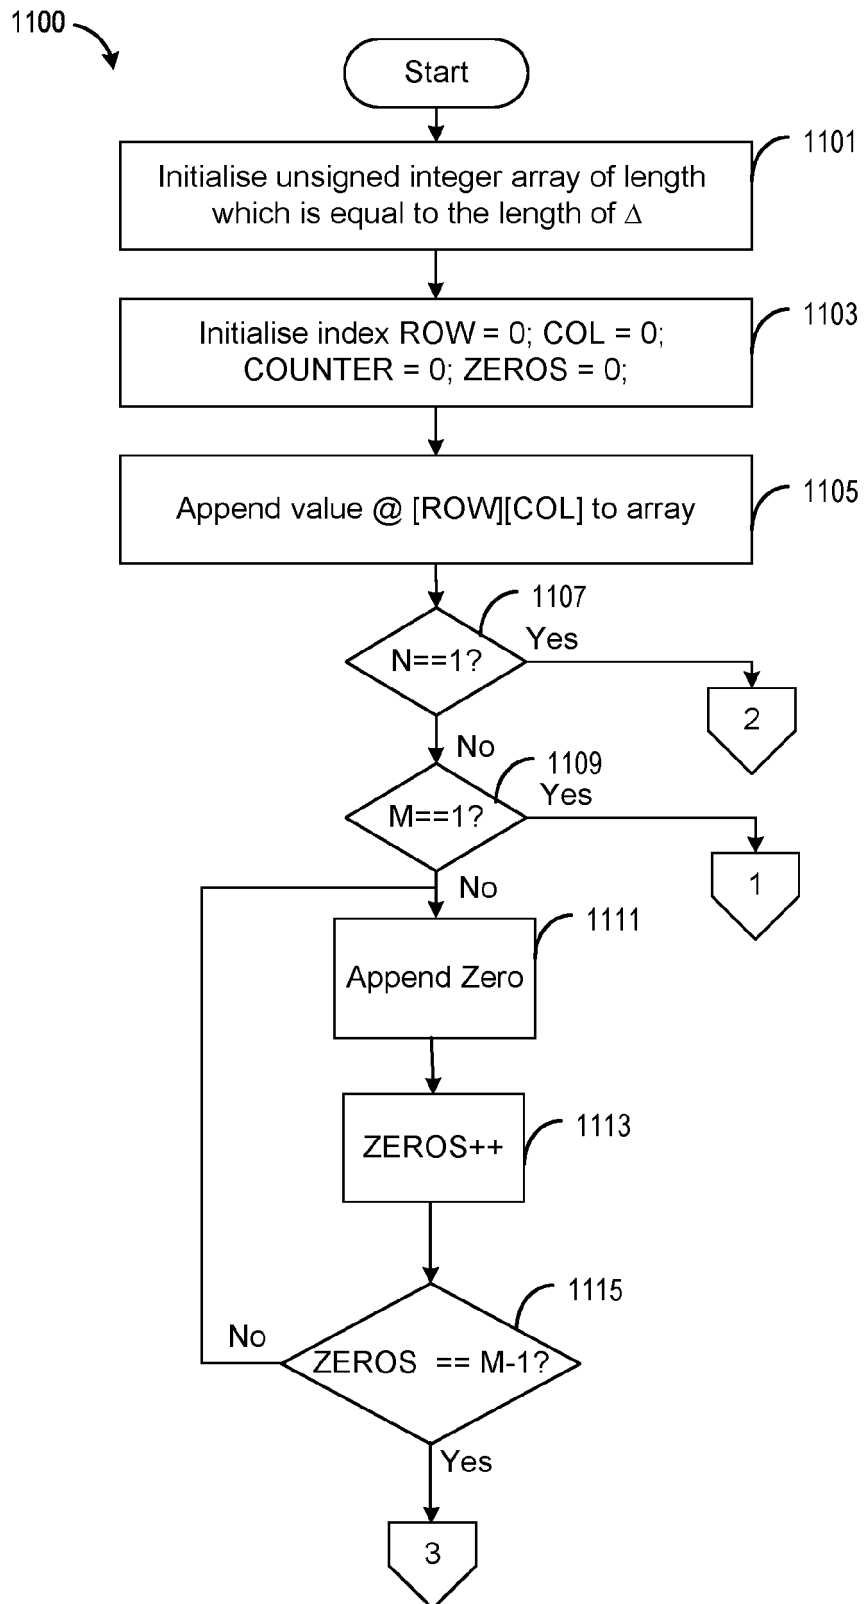 1100
Start
1101
Initialise unsigned integer array of length
which is equal to the length of Δ
1103
Initialise index ROW = 0; COL = 0;
COUNTER = 0; ZEROS = 0;
1105
Append value @ [ROW][COL] to array
1107
N==1?
Yes
2
No
1109
M==1?
Yes
1
No
1111
Append Zero
1113
ZEROS++
1115
No
ZEROS == M-1?
Yes
3